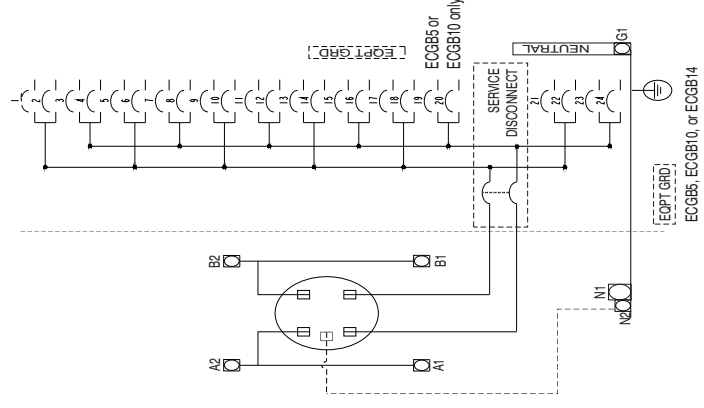 1
2
3
4
5
6
7
8
9
10
11
12
13
14
15
16
17
18
19
20
EQPT GRD
ECGB5 or
ECGB10 only
SERVICE
DISCONNECT
21
22
23
24
NEUTRAL
G1
EQPT GRD
ECGB5, ECGB10, or ECGB14
B2
B1
A2
A1
N1
N2